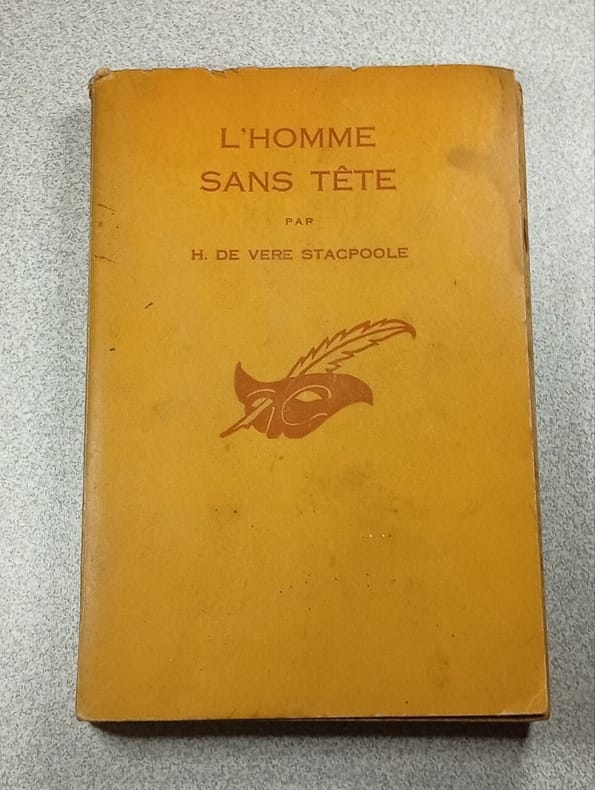 L'HOMME
SANS TÊTE
PAR
H. DE VERE STACPOOLE